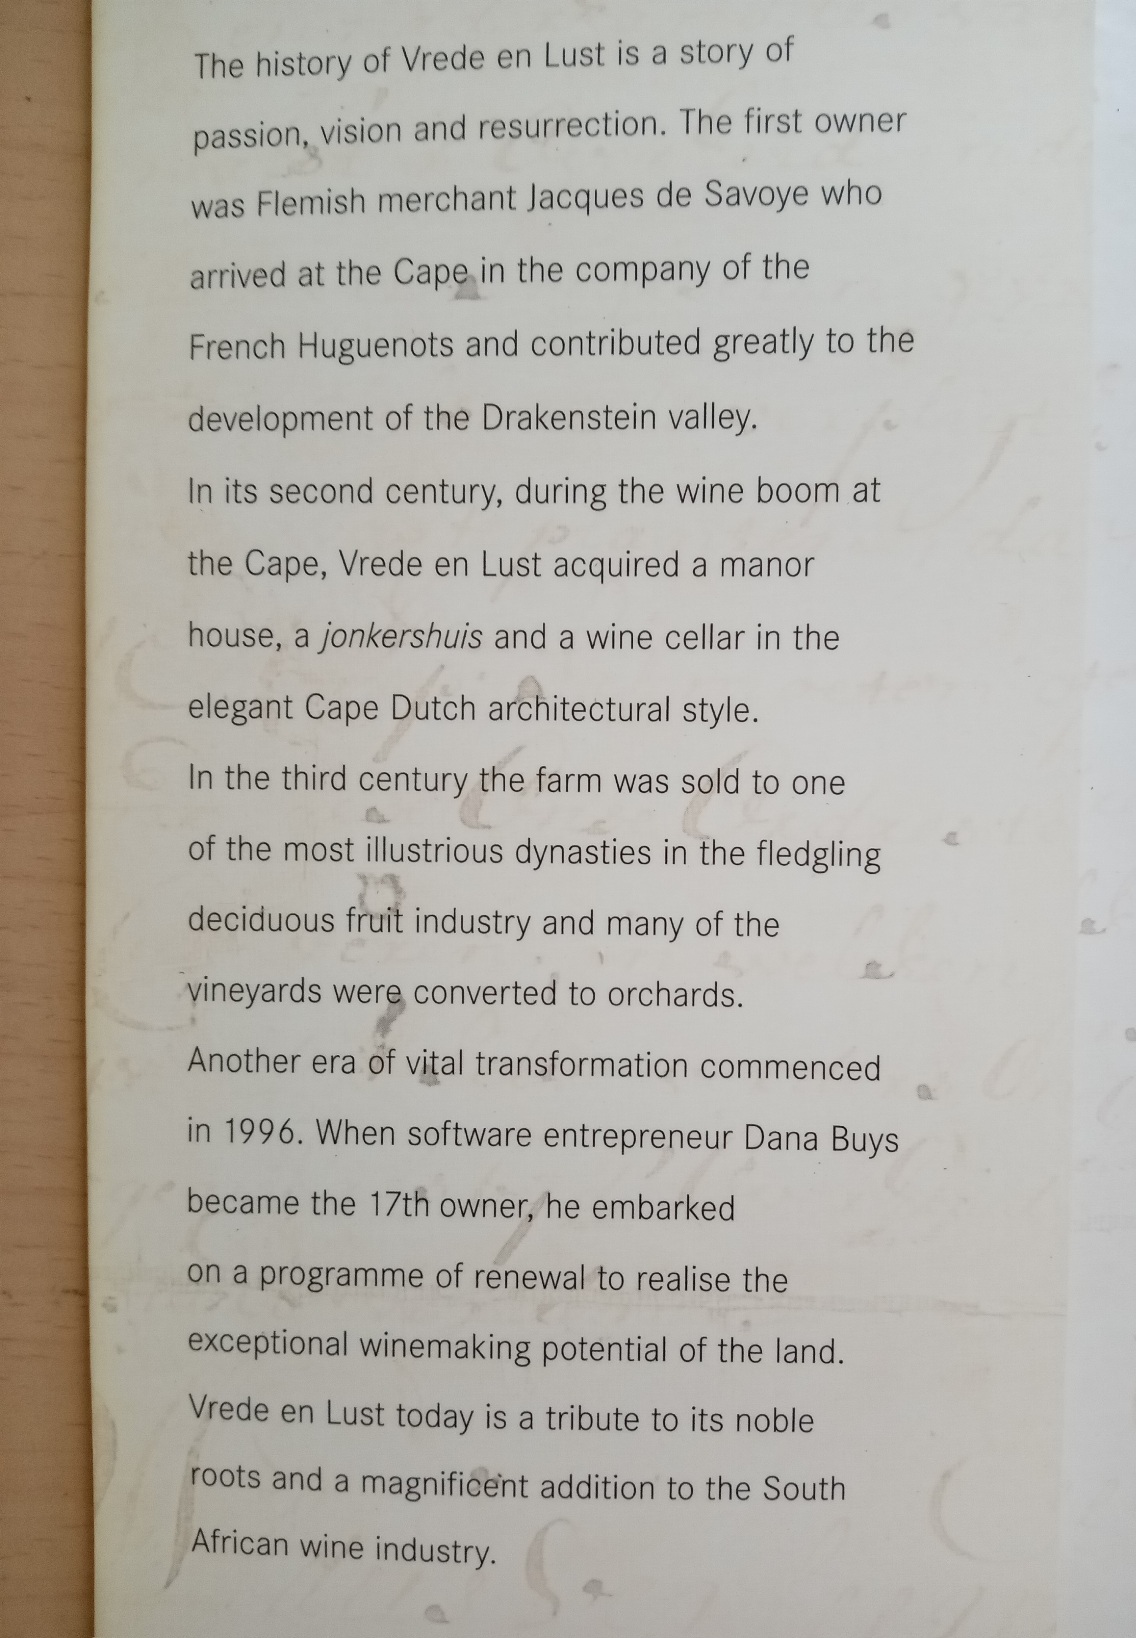 The history of Vrede en Lust is a story of
passion, vision and resurrection. The first owner
was Flemish merchant Jacques de Savoye who
arrived at the Cape in the company of the
French Huguenots and contributed greatly to the
development of the Drakenstein valley.
In its second century, during the wine boom at
the Cape, Vrede en Lust acquired a manor
house, a jonkershuis and a wine cellar in the
elegant Cape Dutch architectural style.
In the third century the farm was sold to one
of the most illustrious dynasties in the fledgling
deciduous fruit industry and many of the
vineyards were converted to orchards.
Another era of vital transformation commenced
in 1996. When software entrepreneur Dana Buys
became the 17th owner, he embarked
on a programme of renewal to realise the
exceptional winemaking potential of the land.
Vrede en Lust today is a tribute to its noble
roots and a magnificent addition to the South
African wine industry.